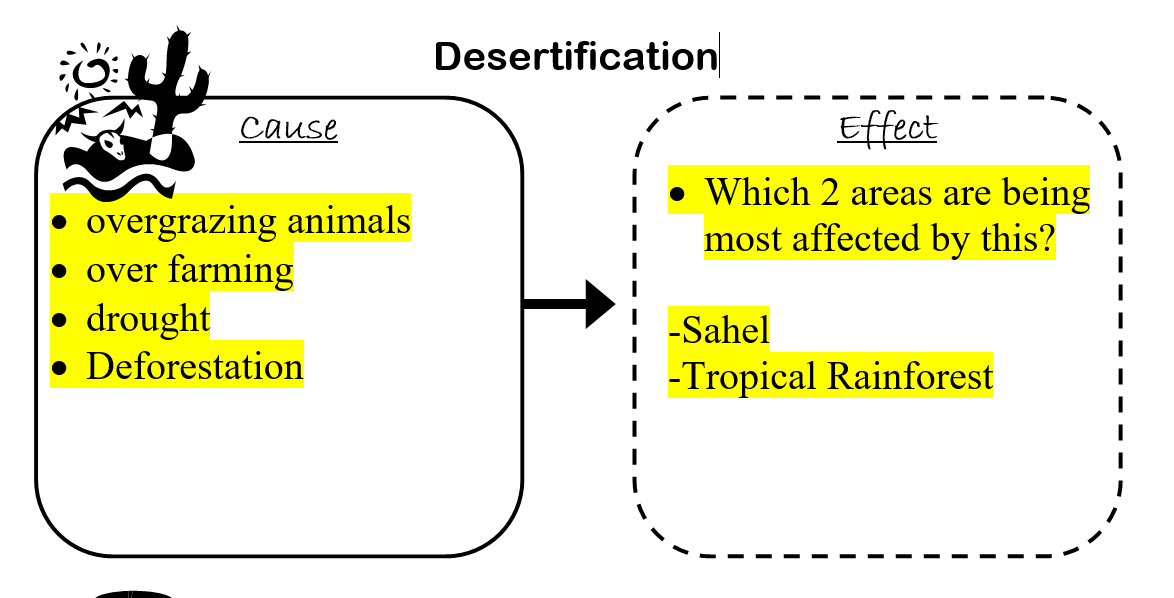 Desertification
Cause
• overgrazing animals
• over farming
• drought
• Deforestation
Effect
• Which 2 areas are being
most affected by this?
-Sahel
-Tropical Rainforest